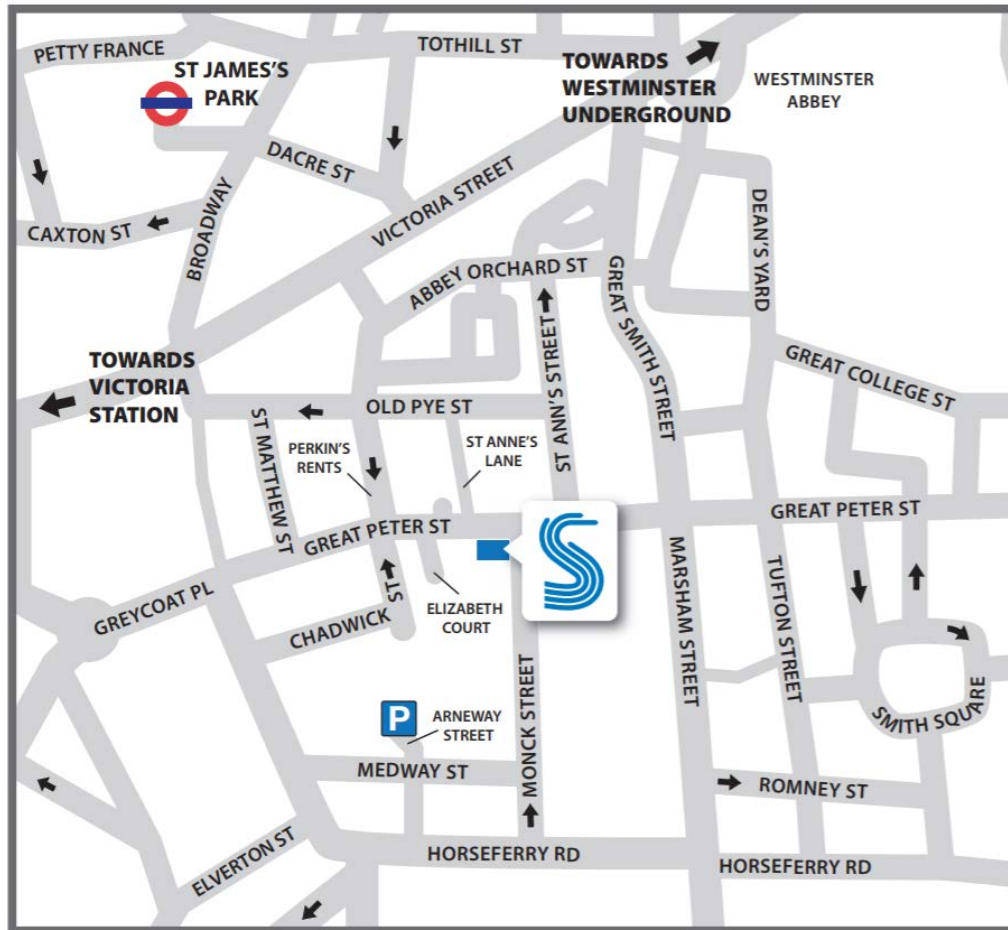 PETTY FRANCE
TOTHILL ST
ST JAMES'S
PARK
TOWARDS
WESTMINSTER
UNDERGROUND
WESTMINSTER
ABBEY
DACRE ST
VICTORIA STREET
BROADWAY
CAXTON ST
DEAN'S YARD
ABBEY ORCHARD ST
GREAT SMITH STREET
TOWARDS
VICTORIA
STATION
ST ANN'S STREET
GREAT COLLEGE ST
OLD PYE ST
ST MATTHEW ST
PERKIN'S
RENTS
ST ANNE'S
LANE
GREAT PETER ST
GREAT PETER ST
S
GREYCOAT PL
CHADWICK ST
ELIZABETH
COURT
MARSHAM STREET
TUFTON STREET
MONCK STREET
SMITH SQUARE
P
ARNEWAY
STREET
MEDWAY ST
ROMNEY ST
ELVERTON ST
HORSEFERRY RD
HORSEFERRY RD